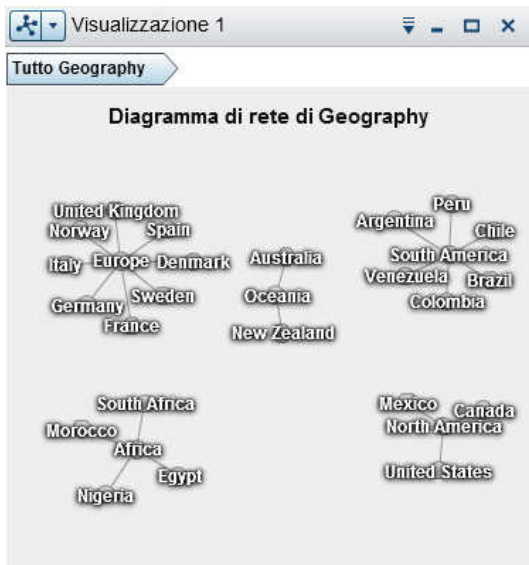 Visualizzazione 1
Tutto Geography
Diagramma di rete di Geography
United Kingdom
Norway
Spain
Italy
Europe
Denmark
Germany
Sweden
France
Australia
Oceania
New Zealand
Peru
Argentina
Chile
South America
Venezuela
Brazil
Colombia
South Africa
Morocco
Africa
Egypt
Nigeria
Mexico
Canada
North America
United States